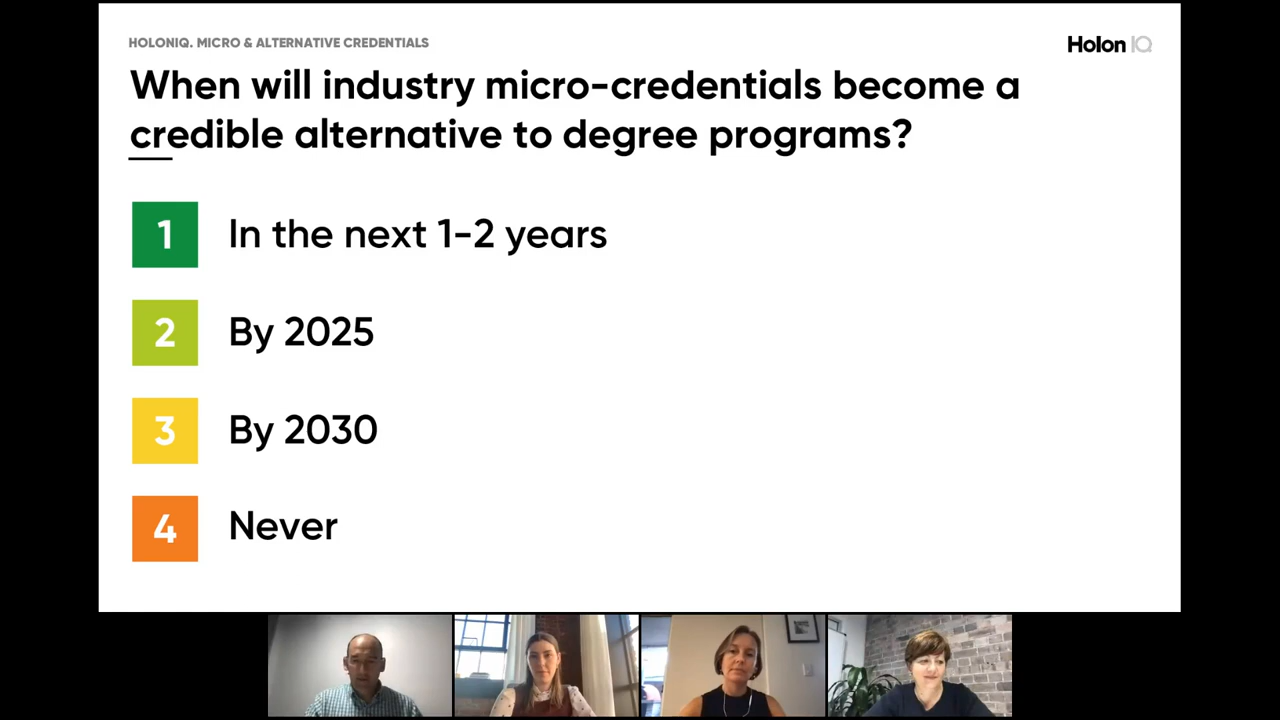 HOLONIQ. MICRO & ALTERNATIVE CREDENTIALS
Holon IQ
When will industry micro-credentials become a
credible alternative to degree programs?
1 In the next 1-2 years
2 By 2025
3 By 2030
4 Never